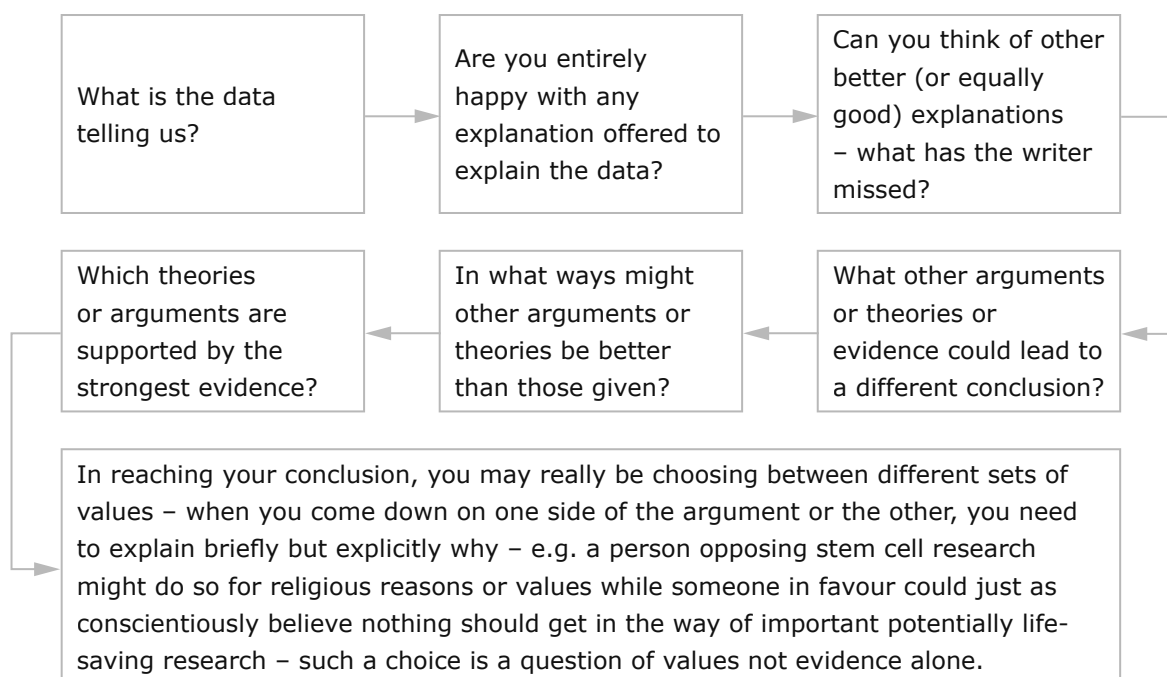 What is the data
telling us?
Are you entirely
happy with any
explanation offered to
explain the data?
Can you think of other
better (or equally
good) explanations
– what has the writer
missed?
What other arguments
or theories or
evidence could lead to
a different conclusion?
In what ways might
other arguments or
theories be better
than those given?
Which theories
or arguments are
supported by the
strongest evidence?
In reaching your conclusion, you may really be choosing between different sets of
values – when you come down on one side of the argument or the other, you need
to explain briefly but explicitly why – e.g. a person opposing stem cell research
might do so for religious reasons or values while someone in favour could just as
conscientiously believe nothing should get in the way of important potentially life-
saving research – such a choice is a question of values not evidence alone.